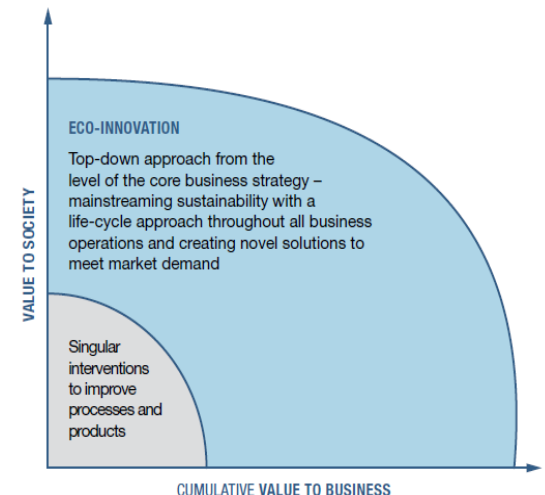 ECO-INNOVATION
Top-down approach from the
level of the core business strategy –
mainstreaming sustainability with a
life-cycle approach throughout all business
operations and creating novel solutions to
meet market demand
VALUE TO SOCIETY
Singular
interventions
to improve
processes and
products
CUMULATIVE VALUE TO BUSINESS